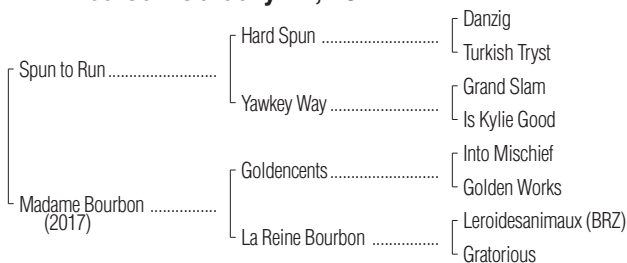 Danzig
Hard Spun
Turkish Tryst
Spun to Run
Grand Slam
Yawkey Way
Is Kylie Good
Into Mischief
Goldencents
Golden Works
Madame Bourbon
(2017)
Leroidesanimaux (BRZ)
La Reine Bourbon
Gratorious